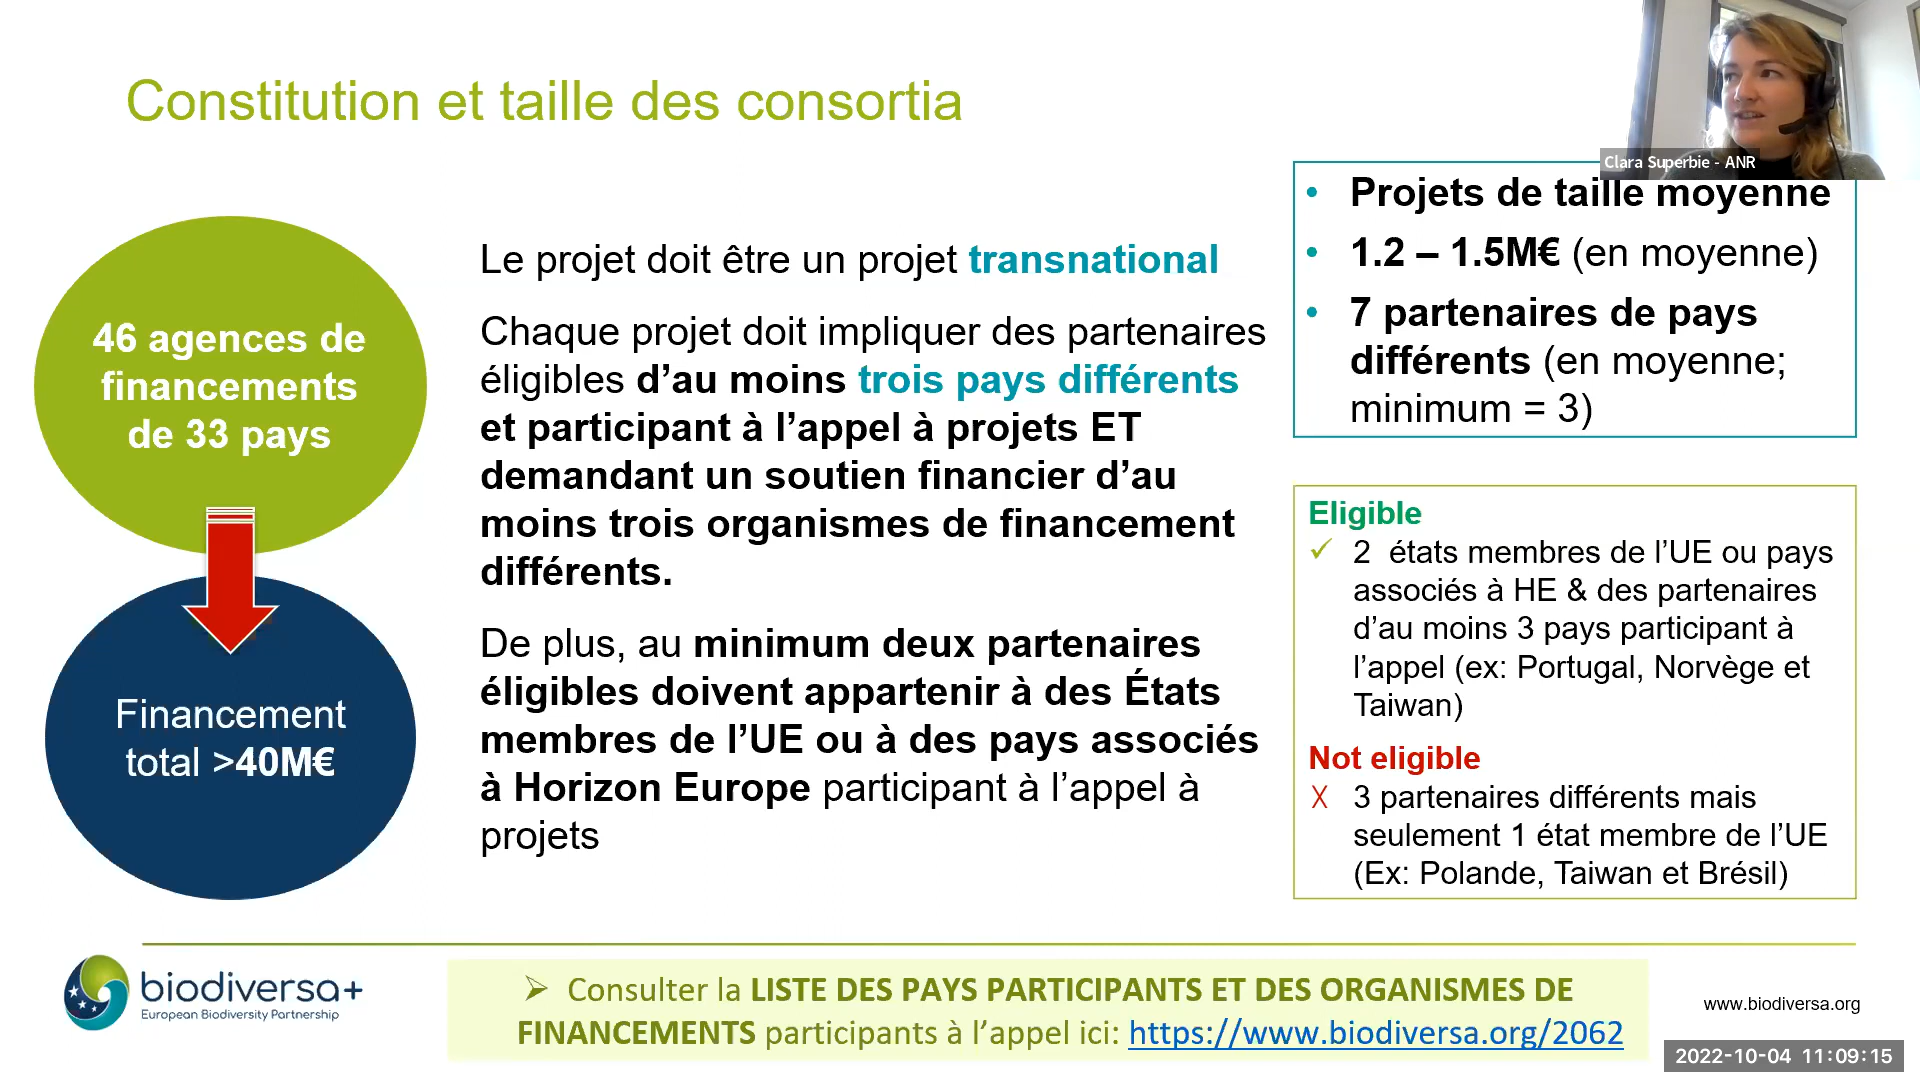 Constitution et taille des consortia
Clara Superbie - ANR
46 agences de
financements
de 33 pays
Financement
total >40M€
Le projet doit être un projet transnational
Chaque projet doit impliquer des partenaires
éligibles d’au moins trois pays différents
et participant à l’appel à projets ET
demandant un soutien financier d’au
moins trois organismes de financement
différents.
De plus, au minimum deux partenaires
éligibles doivent appartenir à des États
membres de l’UE ou à des pays associés
à Horizon Europe participant à l’appel à
projets
• Projets de taille moyenne
• 1.2 – 1.5M€ (en moyenne)
• 7 partenaires de pays
différents (en moyenne;
minimum = 3)
Eligible
✓ 2 états membres de l’UE ou pays
associés à HE & des partenaires
d’au moins 3 pays participant à
l’appel (ex: Portugal, Norvège et
Taiwan)
Not eligible
X 3 partenaires différents mais
seulement 1 état membre de l’UE
(Ex: Polande, Taiwan et Brésil)
biodiversa+
European Biodiversity Partnership
➢ Consulter la LISTE DES PAYS PARTICIPANTS ET DES ORGANISMES DE
FINANCEMENTS participants à l’appel ici: https://www.biodiversa.org/2062
www.biodiversa.org
2022-10-04 11:09:15